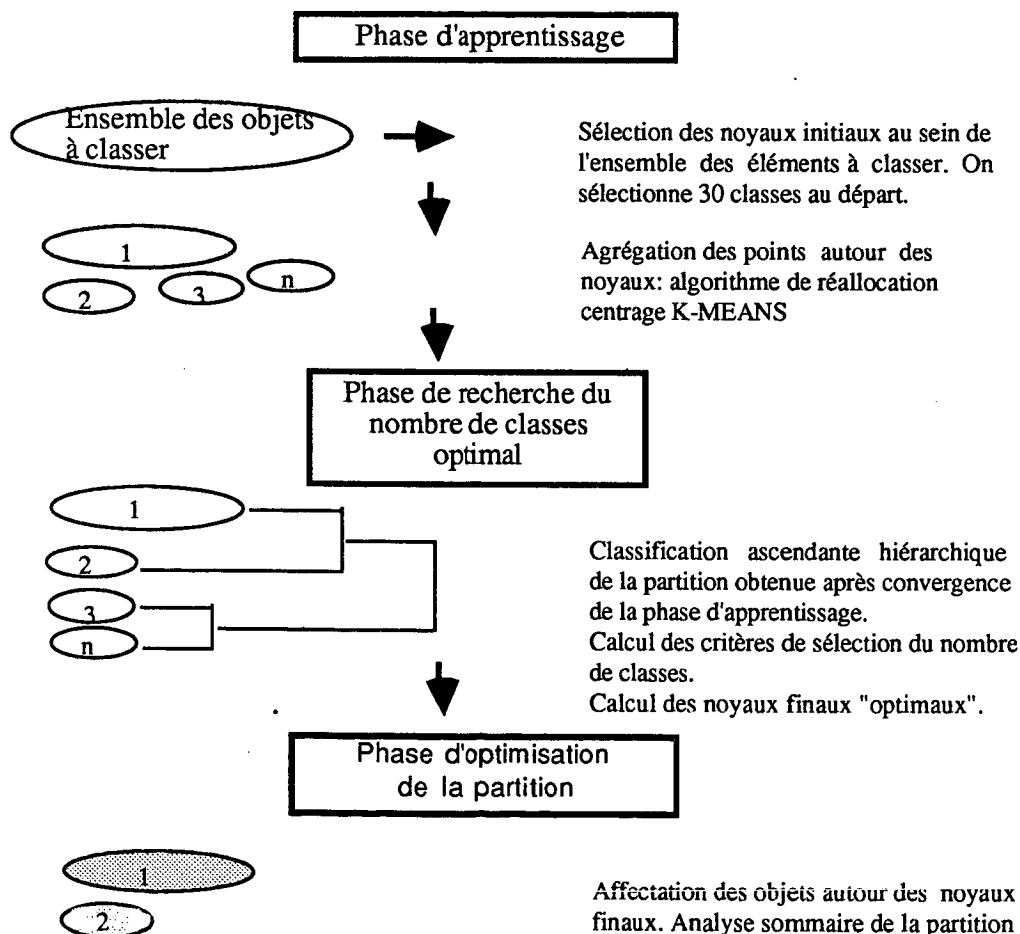 Phase d'apprentissage
Ensemble des objets
à classer
Sélection des noyaux initiaux au sein de
l'ensemble des éléments à classer. On
sélectionne 30 classes au départ.
1
2
3
n
Agrégation des points autour des
noyaux: algorithme de réallocation
centrage K-MEANS
Phase de recherche du
nombre de classes
optimal
1
2
3
n
Classification ascendante hiérarchique
de la partition obtenue après convergence
de la phase d'apprentissage.
Calcul des critères de sélection du nombre
de classes.
Calcul des noyaux finaux "optimaux".
Phase d'optimisation
de la partition
1
2
Affectation des objets autour des noyaux
finaux. Analyse sommaire de la partition